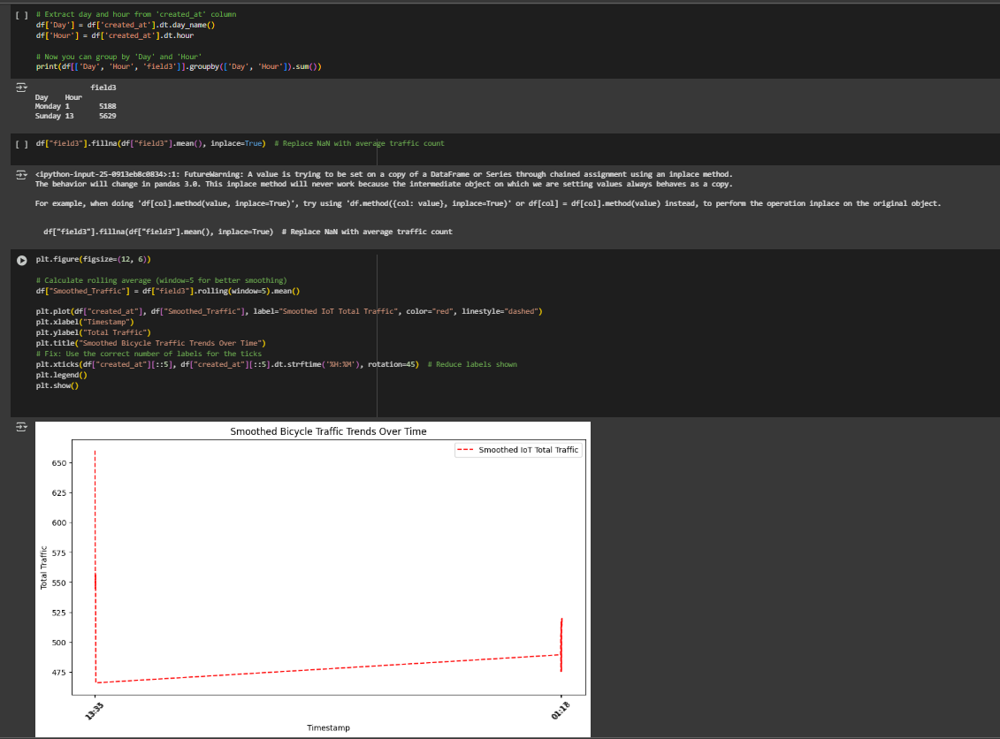 [ ] # Extract day and hour from 'created_at' column
df['Day'] = df['created_at'].dt.day_name()
df['Hour'] = df['created_at'].dt.hour
# Now you can group by 'Day' and 'Hour'
print(df[['Day', 'Hour', 'field3']].groupby(['Day', 'Hour']).sum())
field3
Day Hour
Monday 1 5188
Sunday 13 5629
[ ] df["field3"].fillna(df["field3"].mean(), inplace=True) # Replace NaN with average traffic count
<ipython-input-25-0913eb8c0834>:1: FutureWarning: A value is trying to be set on a copy of a DataFrame or Series through chained assignment using an inplace method.
The behavior will change in pandas 3.0. This inplace method will never work because the intermediate object on which we are setting values always behaves as a copy.
For example, when doing 'df[col].method(value, inplace=True)', try using 'df.method({col: value}, inplace=True)' or df[col] = df[col].method(value) instead, to perform the operation inplace on the original object.
df["field3"].fillna(df["field3"].mean(), inplace=True) # Replace NaN with average traffic count
plt.figure(figsize=(12, 6))
# Calculate rolling average (window=5 for better smoothing)
df["Smoothed_Traffic"] = df["field3"].rolling(window=5).mean()
plt.plot(df["created_at"], df["Smoothed_Traffic"], label="Smoothed IoT Total Traffic", color="red", linestyle="dashed")
plt.xlabel("Timestamp")
plt.ylabel("Total Traffic")
plt.title("Smoothed Bicycle Traffic Trends Over Time")
# Fix: Use the correct number of labels for the ticks
plt.xticks(df["created_at"][::5], df["created_at"][::5].dt.strftime('%H:%M'), rotation=45) # Reduce labels shown
plt.legend()
plt.show()
Smoothed Bicycle Traffic Trends Over Time
Smoothed IoT Total Traffic
650
625
600
575
550
525
500
475
Total Traffic
Timestamp